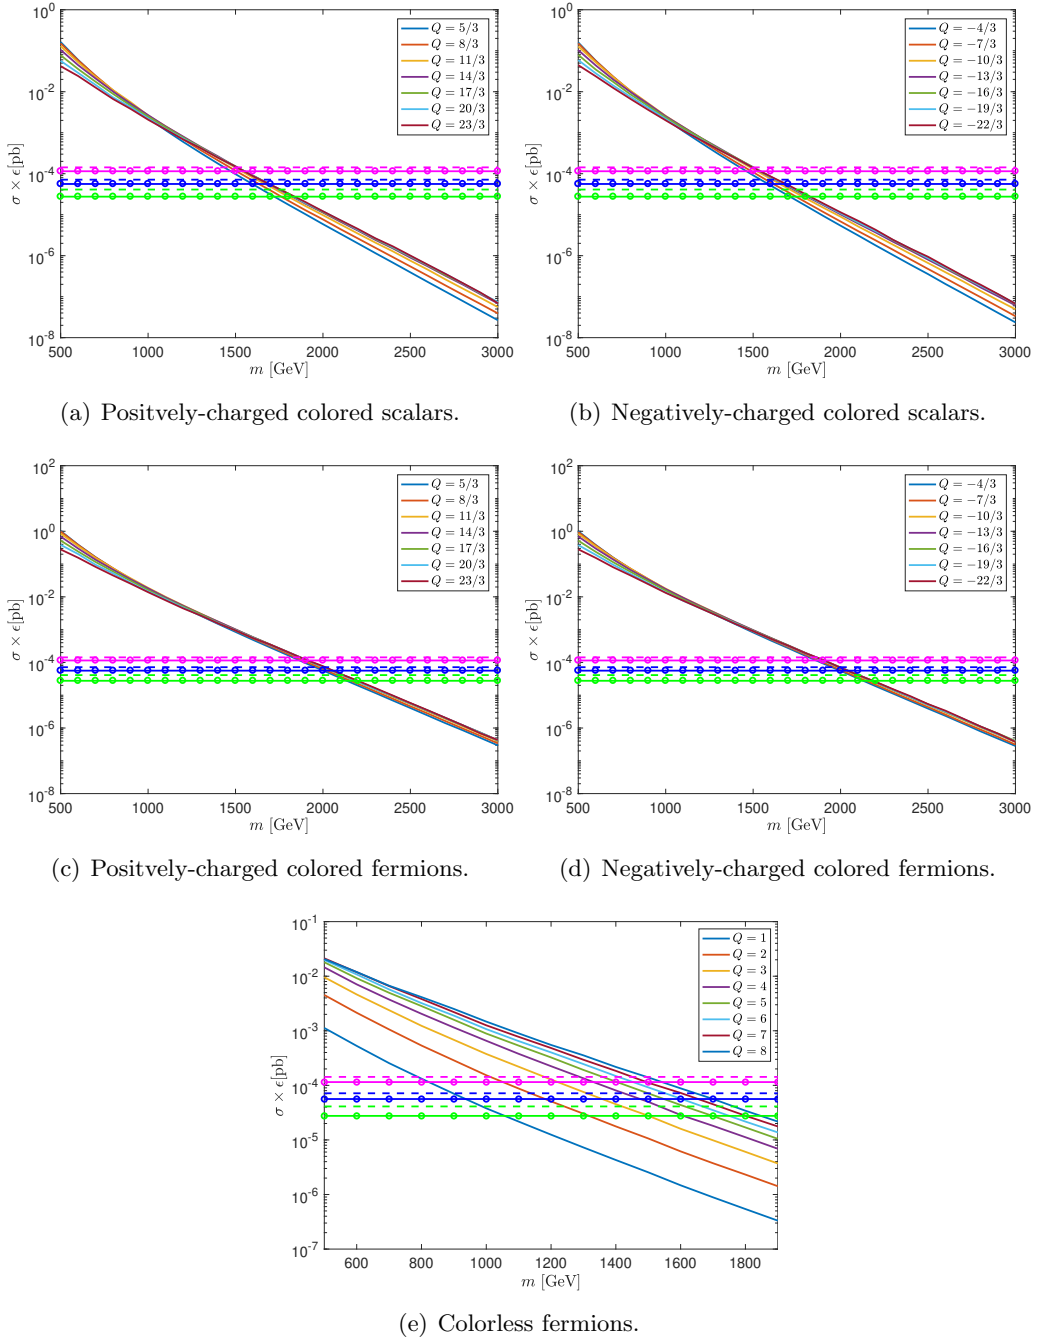 10^0
10^-2
10^-4
10^-6
10^-8
σ × ϵ[pb]
500 1000 1500 2000 2500 3000
m [GeV]
Q = 5/3
Q = 8/3
Q = 11/3
Q = 14/3
Q = 17/3
Q = 20/3
Q = 23/3
(a) Positvely-charged colored scalars.
10^0
10^-2
10^-4
10^-6
10^-8
σ × ϵ[pb]
500 1000 1500 2000 2500 3000
m [GeV]
Q = −4/3
Q = −7/3
Q = −10/3
Q = −13/3
Q = −16/3
Q = −19/3
Q = −22/3
(b) Negatively-charged colored scalars.
10^2
10^0
10^-2
10^-4
10^-6
10^-8
σ × ϵ[pb]
500 1000 1500 2000 2500 3000
m [GeV]
Q = 5/3
Q = 8/3
Q = 11/3
Q = 14/3
Q = 17/3
Q = 20/3
Q = 23/3
(c) Positvely-charged colored fermions.
10^2
10^0
10^-2
10^-4
10^-6
10^-8
σ × ϵ[pb]
500 1000 1500 2000 2500 3000
m [GeV]
Q = −4/3
Q = −7/3
Q = −10/3
Q = −13/3
Q = −16/3
Q = −19/3
Q = −22/3
(d) Negatively-charged colored fermions.
10^-1
10^-2
10^-3
10^-4
10^-5
10^-6
10^-7
σ × ϵ[pb]
600 800 1000 1200 1400 1600 1800
m [GeV]
Q = 1
Q = 2
Q = 3
Q = 4
Q = 5
Q = 6
Q = 7
Q = 8
(e) Colorless fermions.